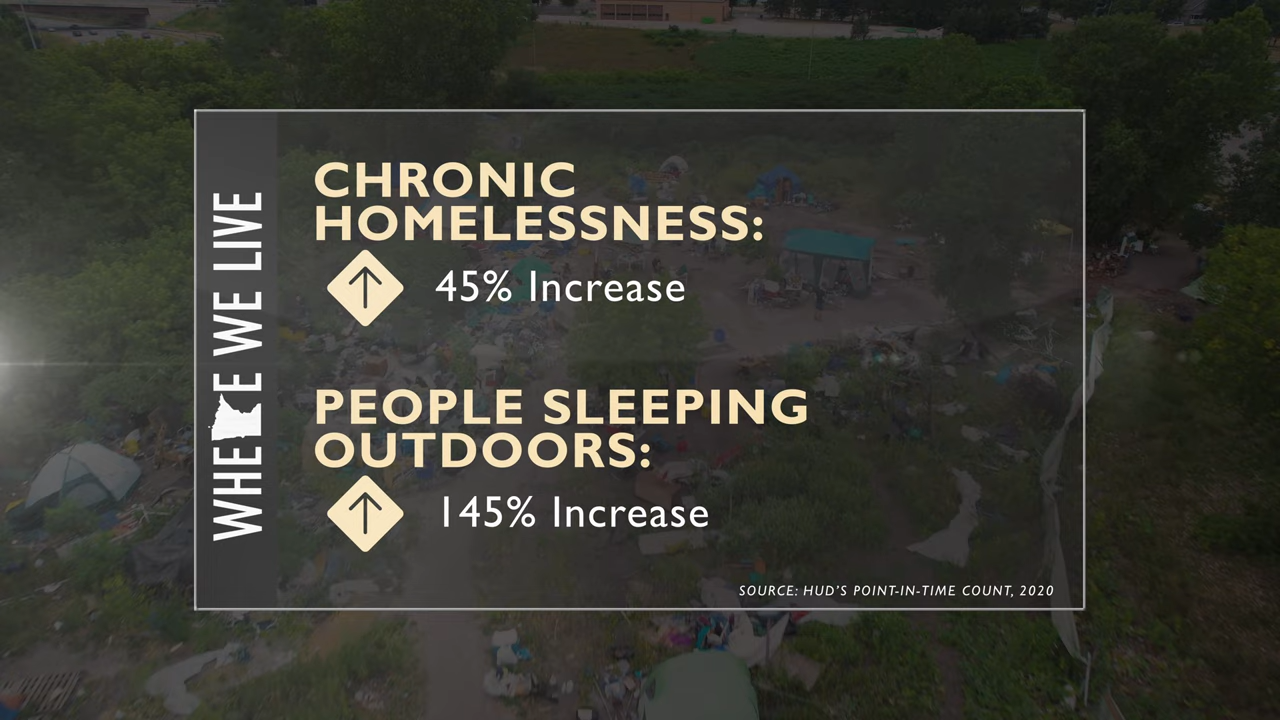 WHERE WE LIVE
CHRONIC
HOMELESSNESS:
45% Increase
PEOPLE SLEEPING
OUTDOORS:
145% Increase
SOURCE: HUD'S POINT-IN-TIME COUNT, 2020